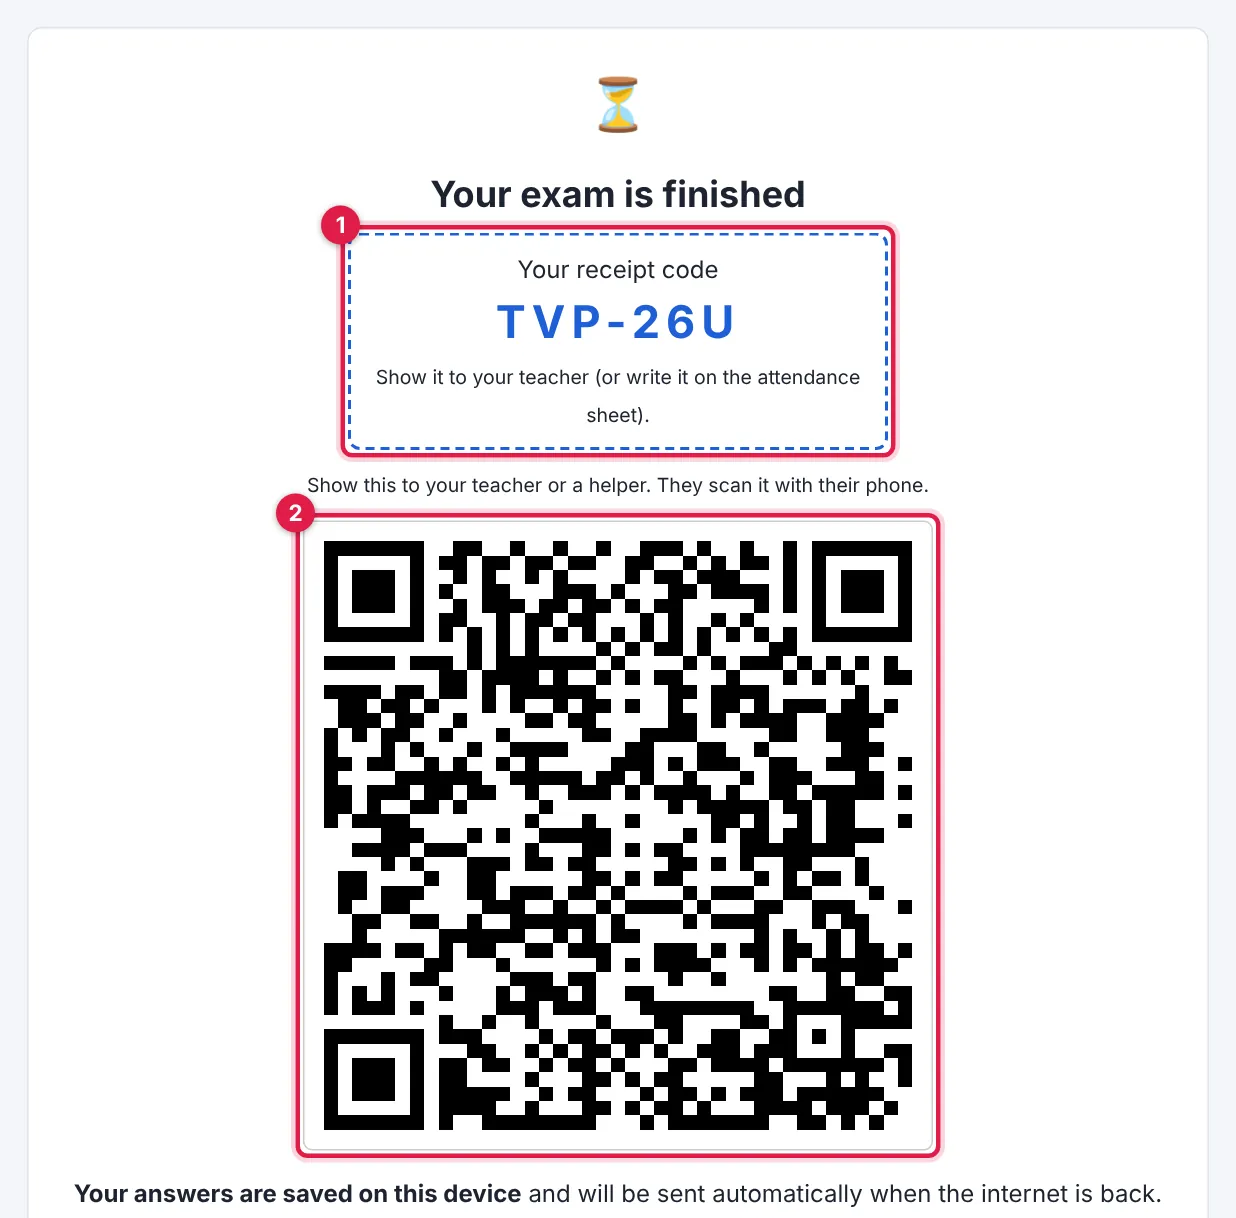 Your exam is finished
1
Your receipt code
TVP-26U
Show it to your teacher (or write it on the attendance
sheet).
Show this to your teacher or a helper. They scan it with their phone.
2
Your answers are saved on this device and will be sent automatically when the internet is back.